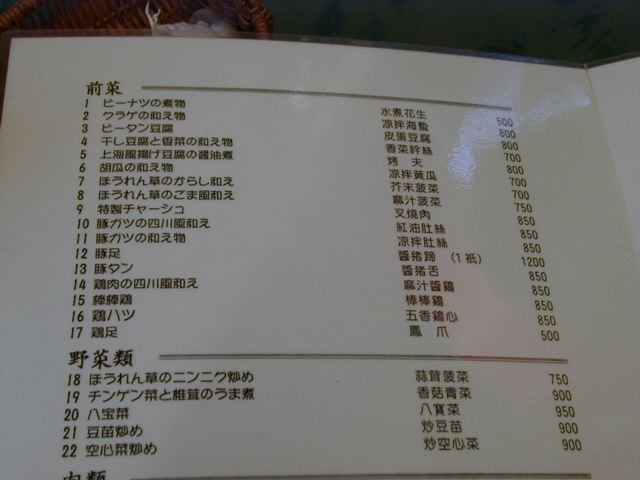 前菜
1 ピーナツの煮物 水煮花生 500
2 クラゲの和え物 凉拌海蜇 800
3 ピータン豆腐 皮蛋豆腐 800
4 干し豆腐と香菜の和え物 香菜幹絲 700
5 上海風揚げ豆腐の醤油煮 烤 夫 800
6 胡瓜の和え物 凉拌黄瓜 700
7 ほうれん草のからし和え 芥末菠菜 700
8 ほうれん草のごま風和え 麻汁菠菜 750
9 特製チャーシュ 叉燒肉 850
10 豚ガツの四川風和え 紅油肚絲 850
11 豚ガツの和え物 凉拌肚絲 850
12 豚足 醬猪蹄 (1祇) 1200
13 豚タン 醬猪舌 850
14 鶏肉の四川風和え 麻汁醬鶏 850
15 棒棒鶏 棒棒鶏 850
16 鶏ハツ 五香鶏心 850
17 鶏足 鳳 爪 500
野菜類
18 ほうれん草のニンニク炒め 蒜茸菠菜 750
19 チンゲン菜と椎茸のうま煮 香菇青菜 900
20 八宝菜 八寶菜 950
21 豆苗炒め 炒豆苗 900
22 空心菜炒め 炒空心菜 900